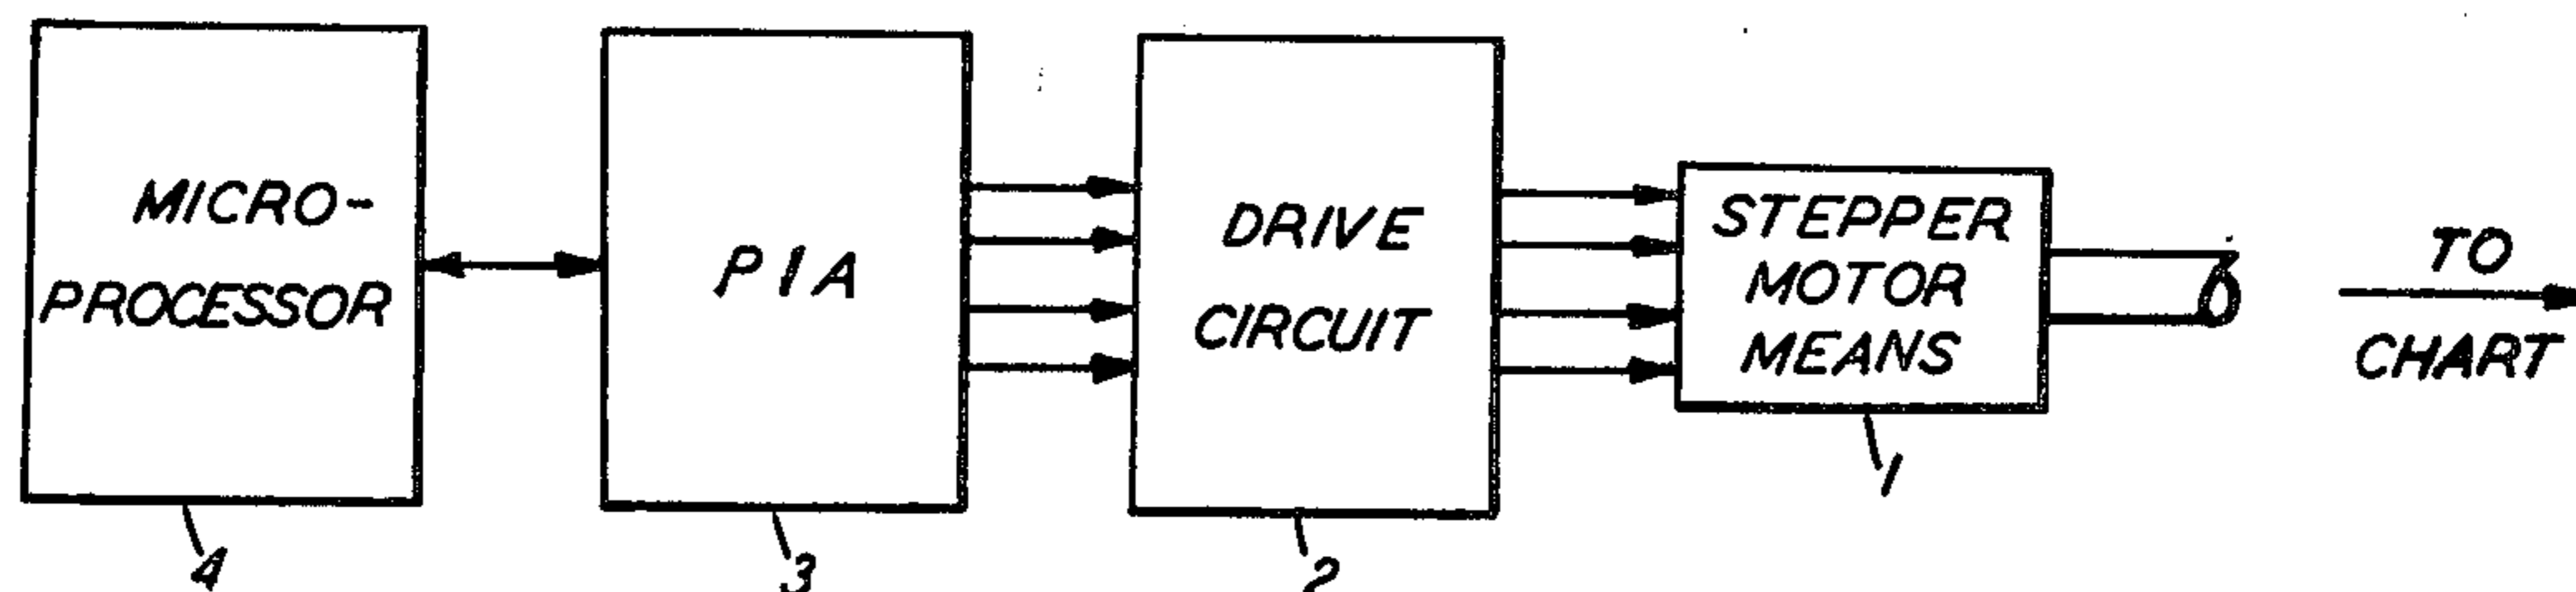 MICRO-
PROCESSOR
PIA
DRIVE
CIRCUIT
STEPPER
MOTOR
MEANS
TO
CHART
4
3
2
1